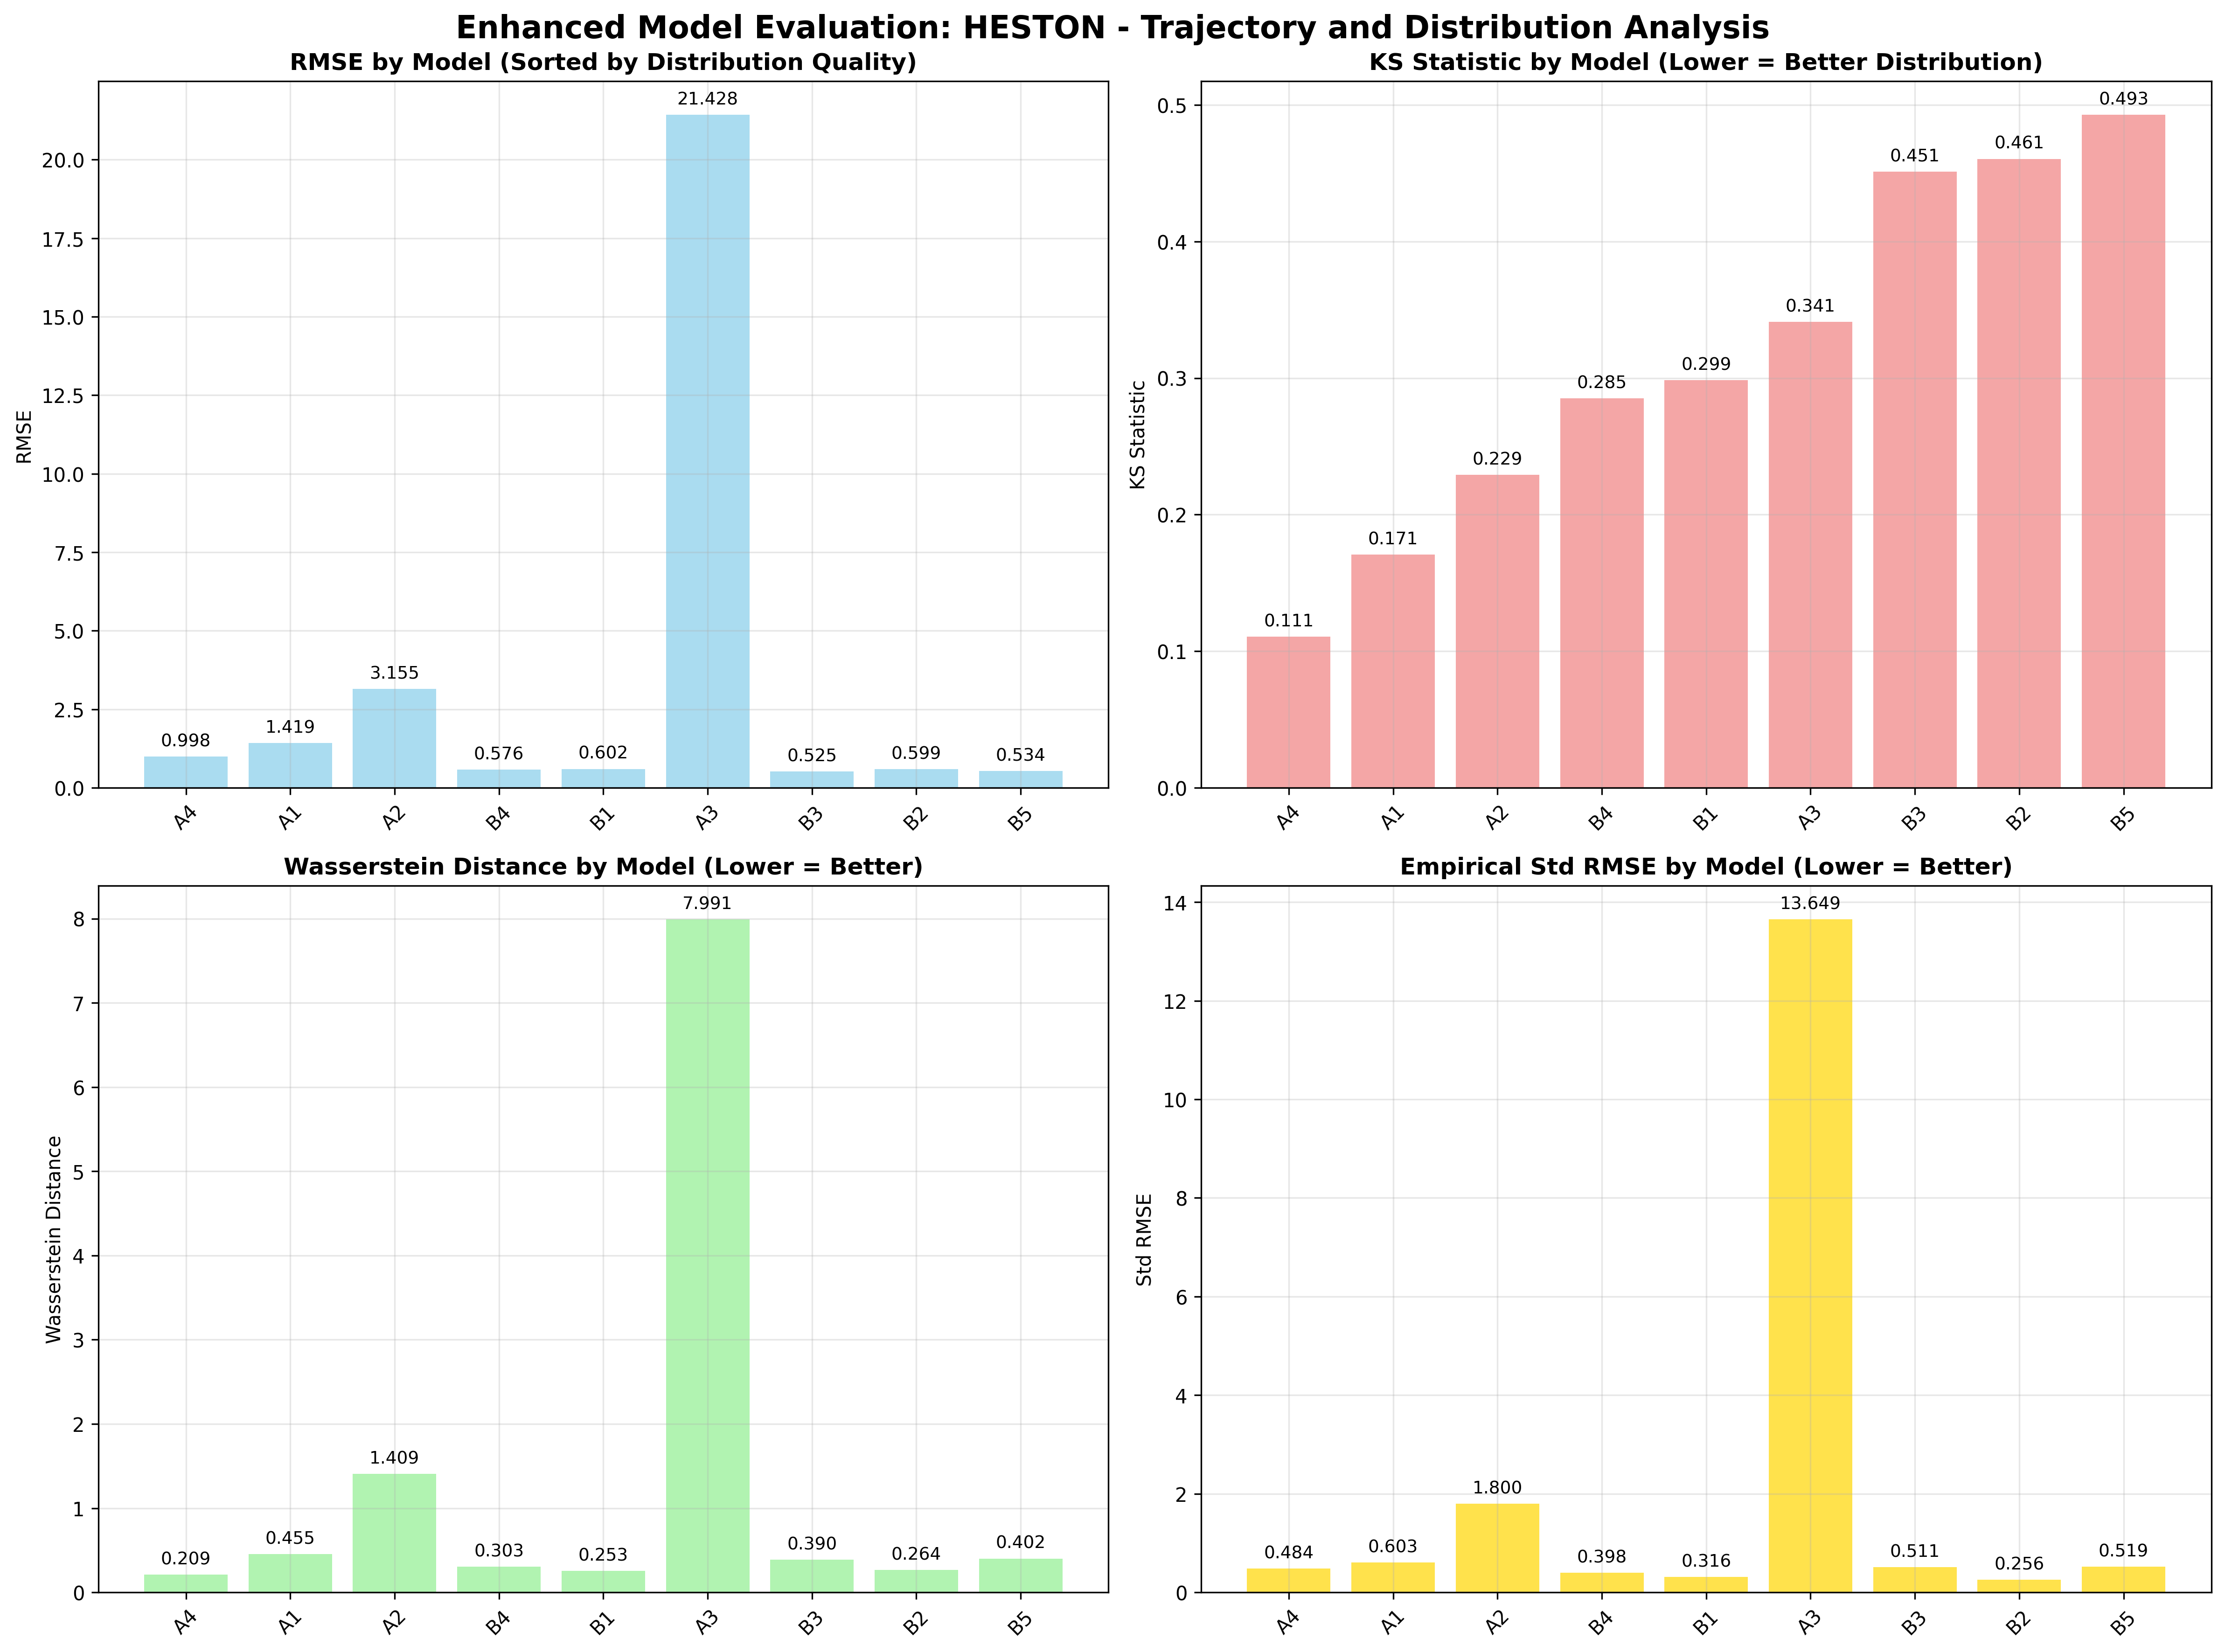 Enhanced Model Evaluation: HESTON - Trajectory and Distribution Analysis
RMSE by Model (Sorted by Distribution Quality)
RMSE
20.0
17.5
15.0
12.5
10.0
7.5
5.0
2.5
0.0
0.998
1.419
3.155
0.576
0.602
21.428
0.525
0.599
0.534
A4
A1
A2
B4
B1
A3
B3
B2
B5
KS Statistic by Model (Lower = Better Distribution)
KS Statistic
0.5
0.4
0.3
0.2
0.1
0.0
0.111
0.171
0.229
0.285
0.299
0.341
0.451
0.461
0.493
A4
A1
A2
B4
B1
A3
B3
B2
B5
Wasserstein Distance by Model (Lower = Better)
Wasserstein Distance
8
7
6
5
4
3
2
1
0
0.209
0.455
1.409
0.303
0.253
7.991
0.390
0.264
0.402
A4
A1
A2
B4
B1
A3
B3
B2
B5
Empirical Std RMSE by Model (Lower = Better)
Std RMSE
14
12
10
8
6
4
2
0
0.484
0.603
1.800
0.398
0.316
13.649
0.511
0.256
0.519
A4
A1
A2
B4
B1
A3
B3
B2
B5